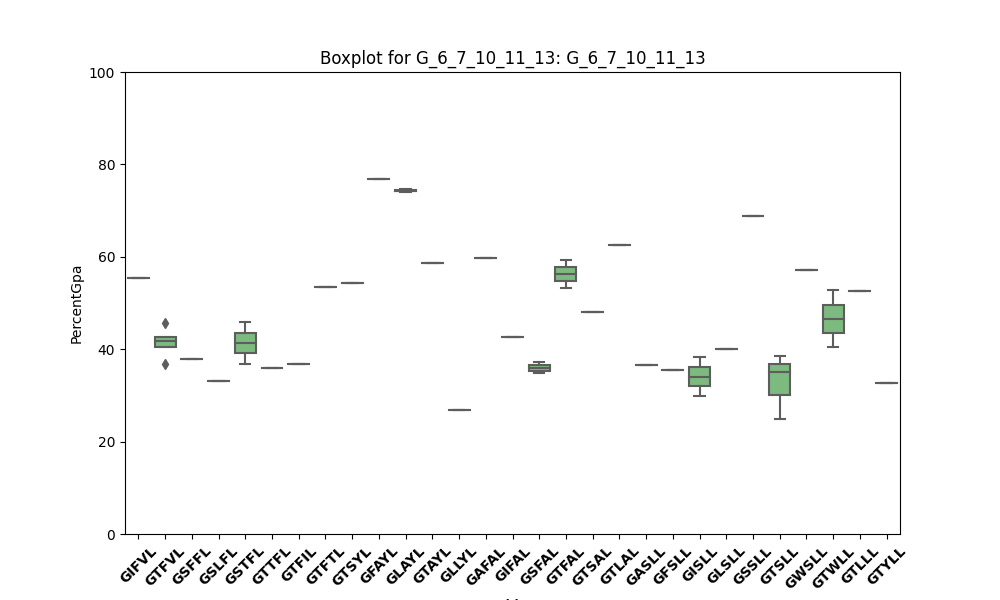 Boxplot for G_6_7_10_11_13: G_6_7_10_11_13
100
80
60
40
20
0
PercentGpa
GIFVL GTFVL GSFFL GSLFL GSTFL GTTFL GTFIL GTFTL GTSYL GFAYL GLAYL GTAYL GLLYL GAFAL GIFAL GSFAL GTFAL GTSAL GTLAL GASLL GFSLL GISLL GLSLL GSSLL GTSLL GWSLL GTWLL GTLLL GTYLL